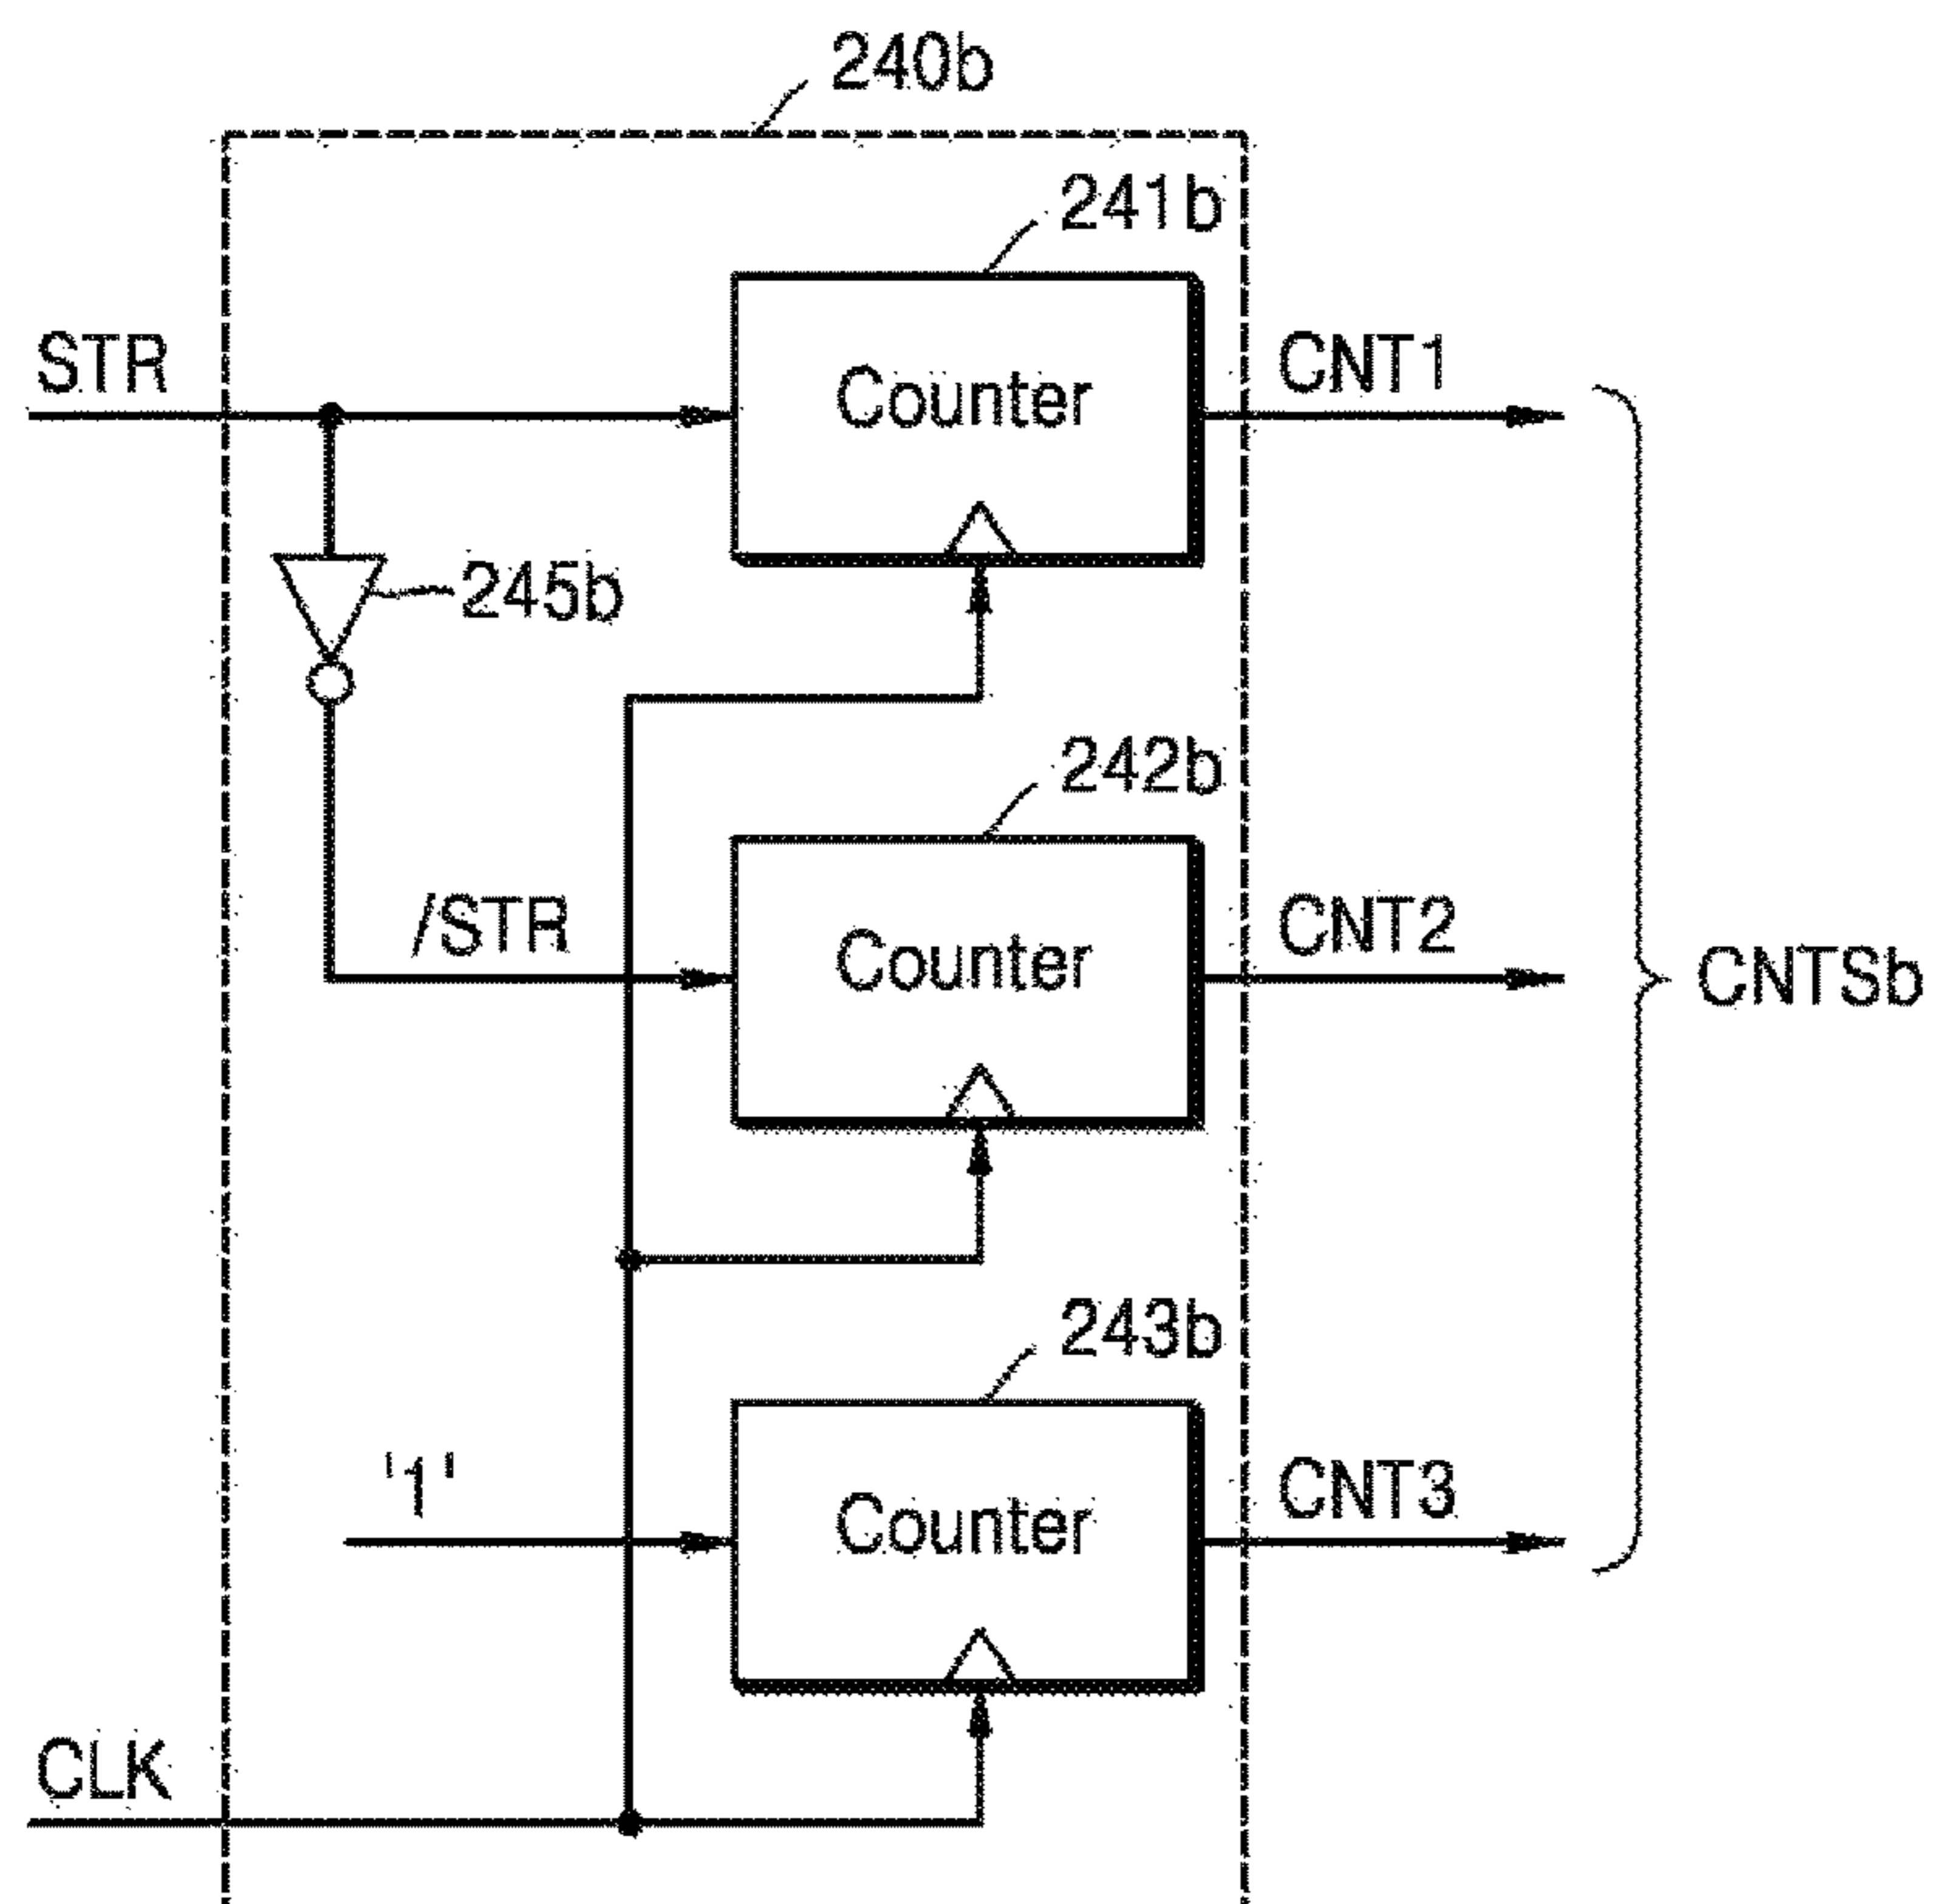 240b
241b
STR
Counter
CNT1
245b
242b
/STR
Counter
CNT2
CNTSb
243b
'1'
Counter
CNT3
CLK